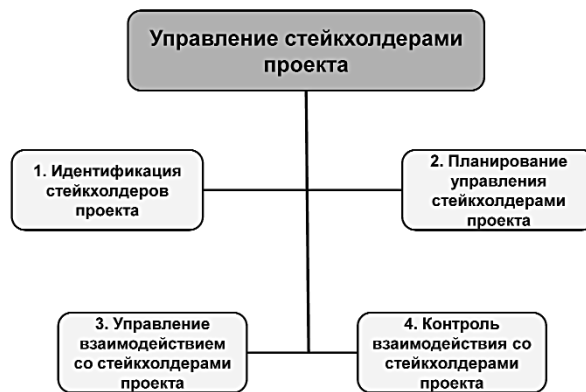 Управление стейкхолдерами
проекта
1. Идентификация
стейкхолдеров
проекта
2. Планирование
управления
стейкхолдерами
проекта
3. Управление
взаимодействием
со стейкхолдерами
проекта
4. Контроль
взаимодействия со
стейкхолдерами
проекта